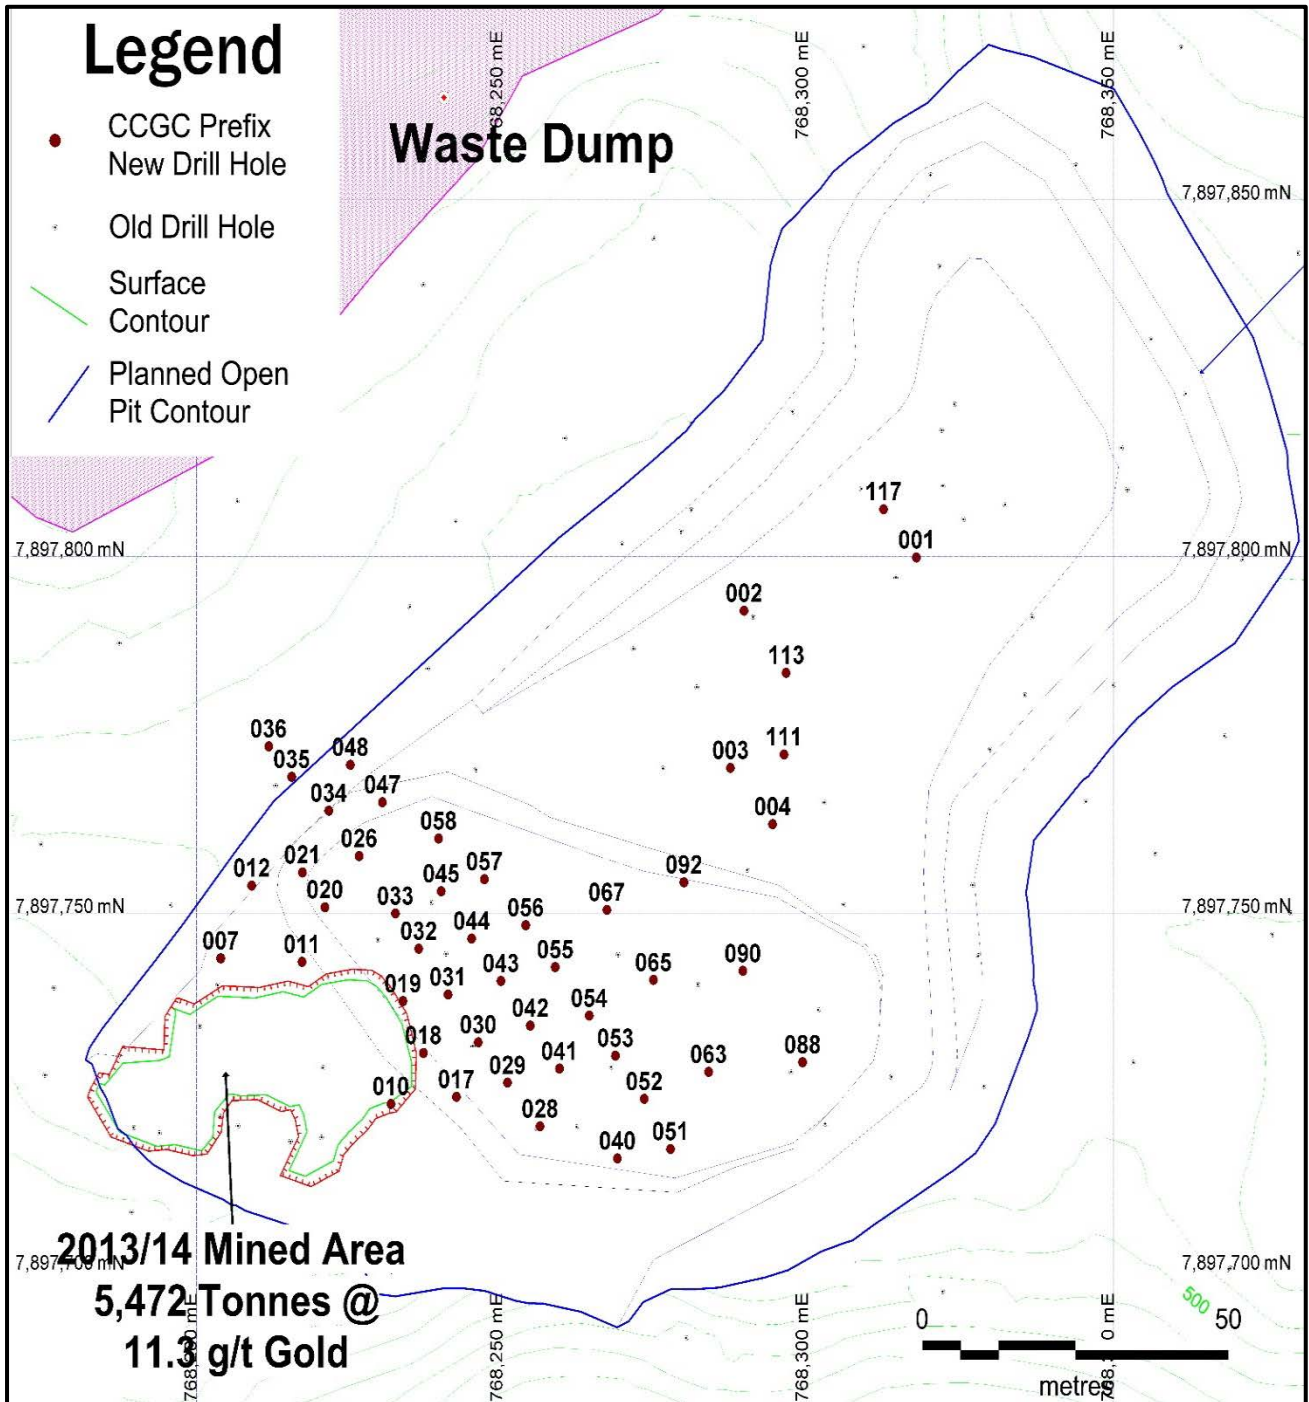 Legend
CCGC Prefix
New Drill Hole
Old Drill Hole
Surface
Contour
Planned Open
Pit Contour
Waste Dump
768,250 mE
768,300 mE
768,350 mE
7,897,850 mN
117
001
7,897,800 mN
7,897,800 mN
002
113
036
035
048
003
111
034
047
004
058
026
021
012
045
057
092
020
033
067
7,897,750 mN
7,897,750 mN
032
044
056
007
011
055
065
090
019
031
043
042
054
018
030
053
088
029
041
063
010
017
052
028
040
051
2013/14 Mined Area
7,897,700 mN
7,897,700 mN
5,472 Tonnes @
11.3 g/t Gold
768,250 mE
768,300 mE
0 mE
500
0
50
metres